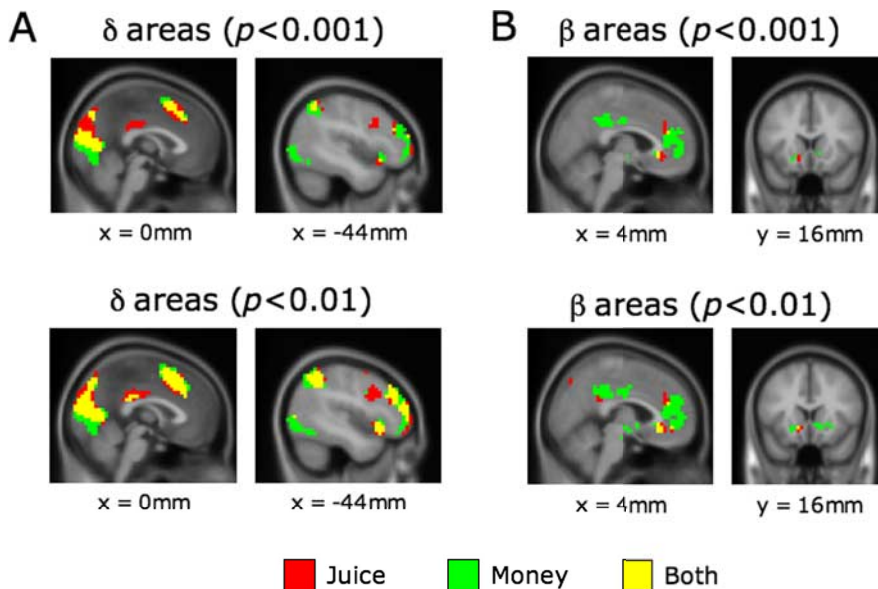 A
δ areas (p<0.001)
x = 0mm
x = -44mm
δ areas (p<0.01)
x = 0mm
x = -44mm
B
β areas (p<0.001)
x = 4mm
y = 16mm
β areas (p<0.01)
x = 4mm
y = 16mm
Juice
Money
Both